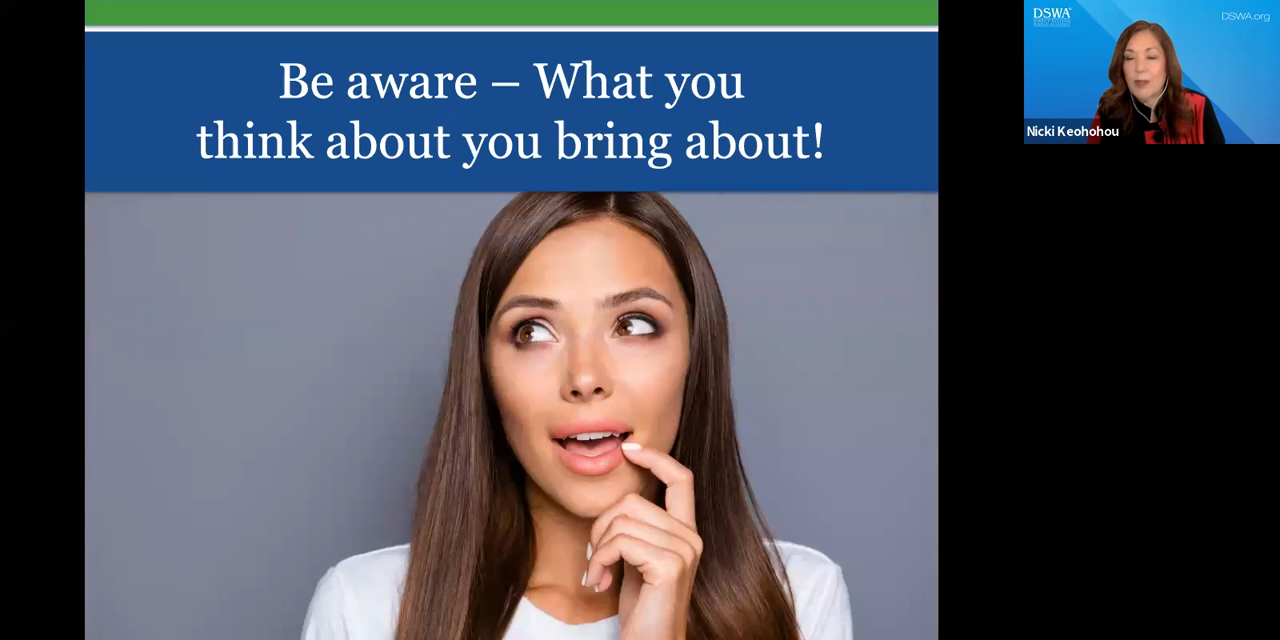 Be aware – What you
think about you bring about!
DSWA
DSWA.org
Nicki Keohohou